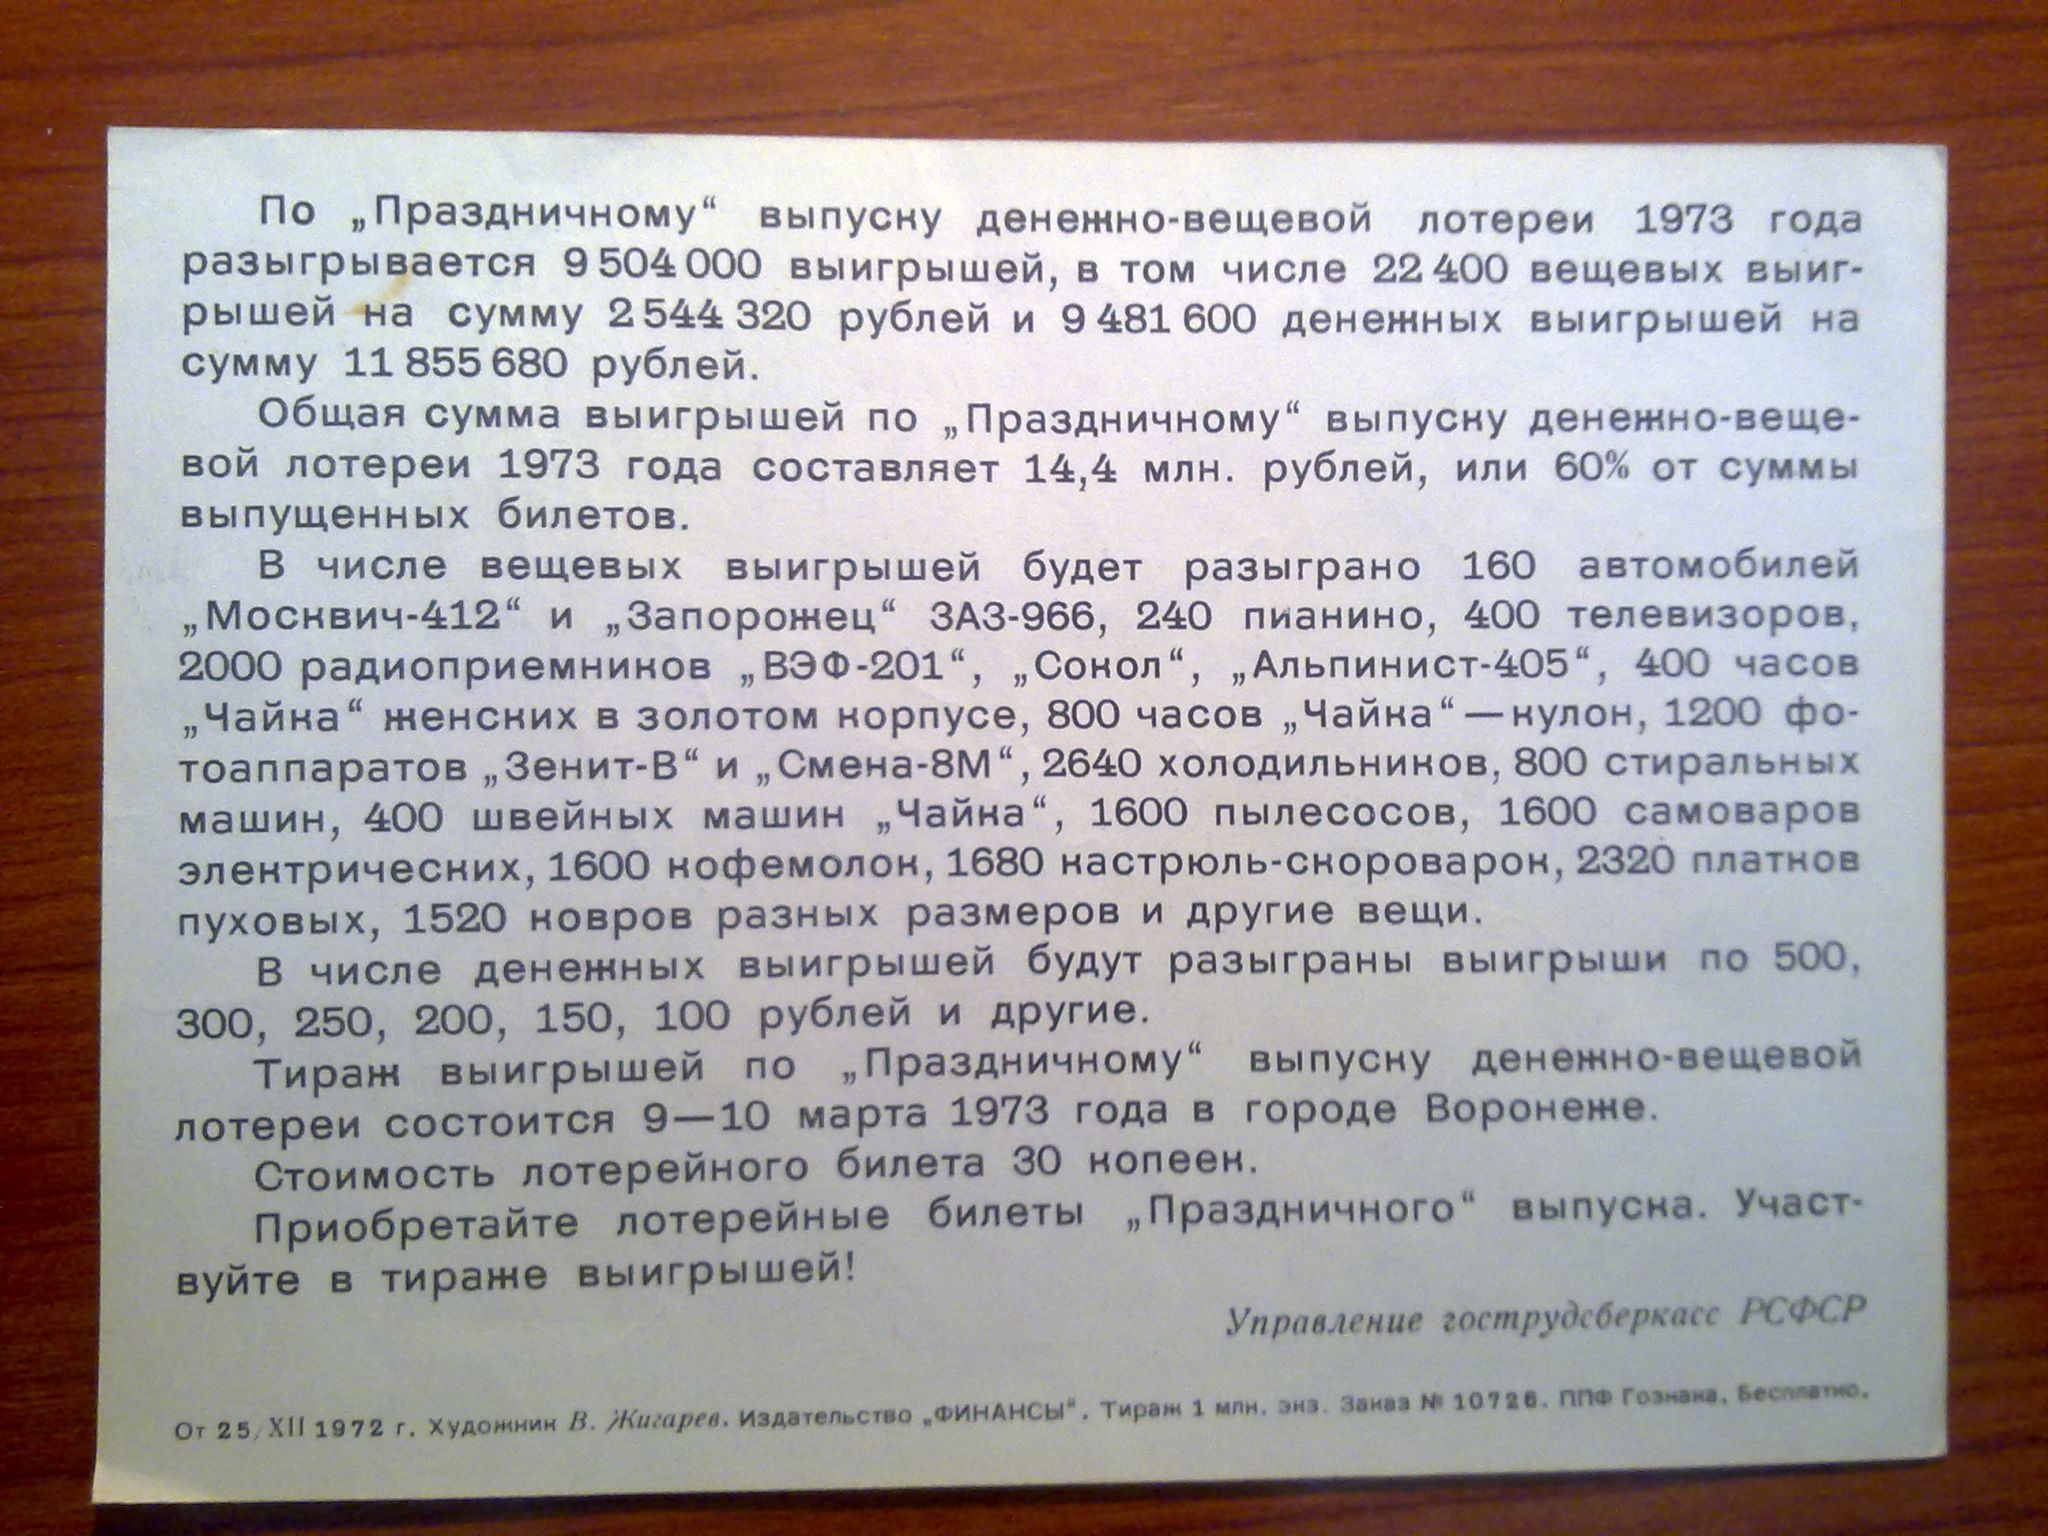 По „Праздничному“ выпуску денежно-вещевой лотереи 1973 года
разыгрывается 9 504 000 выигрышей, в том числе 22 400 вещевых выиг-
рышей на сумму 2 544 320 рублей и 9 481 600 денежных выигрышей на
сумму 11 855 680 рублей.
Общая сумма выигрышей по „Праздничному“ выпуску денежно-веще-
вой лотереи 1973 года составляет 14,4 млн. рублей, или 60% от суммы
выпущенных билетов.
В числе вещевых выигрышей будет разыграно 160 автомобилей
„Москвич-412“ и „Запорожец“ ЗАЗ-966, 240 пианино, 400 телевизоров,
2000 радиоприемников „ВЭФ-201“, „Сокол“, „Альпинист-405“, 400 часов
„Чайка“ женских в золотом корпусе, 800 часов „Чайка“ — кулон, 1200 фо-
тоаппаратов „Зенит-В“ и „Смена-8М“, 2640 холодильников, 800 стиральных
машин, 400 швейных машин „Чайка“, 1600 пылесосов, 1600 самоваров
электрических, 1600 кофемолок, 1680 кастрюль-скороварок, 2320 платков
пуховых, 1520 ковров разных размеров и другие вещи.
В числе денежных выигрышей будут разыграны выигрыши по 500,
300, 250, 200, 150, 100 рублей и другие.
Тираж выигрышей по „Праздничному“ выпуску денежно-вещевой
лотереи состоится 9—10 марта 1973 года в городе Воронеже.
Стоимость лотерейного билета 30 копеек.
Приобретайте лотерейные билеты „Праздничного“ выпуска. Участ-
вуйте в тираже выигрышей!
Управление гострудсберкасс РСФСР
От 25/XII 1972 г. Художник В. Жигарев. Издательство „ФИНАНСЫ“. Тираж 1 млн. экз. Заказ № 10726. ППФ Гознака. Бесплатно.